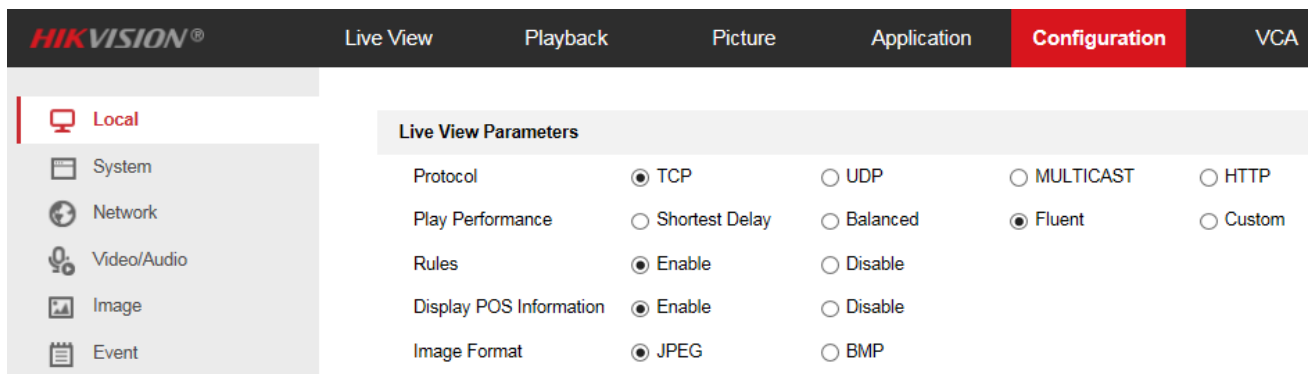 HIKVISION® Live View Playback Picture Application Configuration VCA
Local
System
Network
Video/Audio
Image
Event
Live View Parameters
Protocol TCP UDP MULTICAST HTTP
Play Performance Shortest Delay Balanced Fluent Custom
Rules Enable Disable
Display POS Information Enable Disable
Image Format JPEG BMP